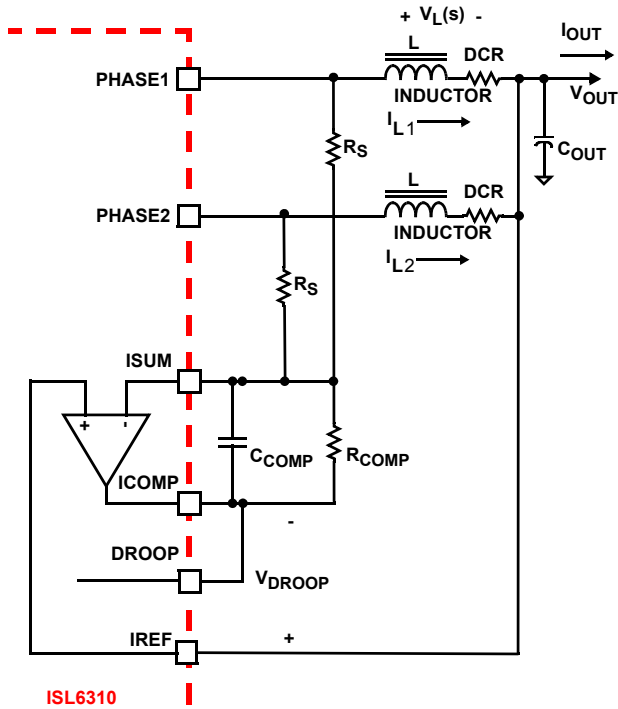 + VL(s) -
IOUT
L
DCR
PHASE1
INDUCTOR
VOUT
IL1
RS
COUT
L
DCR
PHASE2
INDUCTOR
IL2
RS
ISUM
+ -
CCOMP
RCOMP
ICOMP
-
DROOP
VDROOP
IREF
+
ISL6310